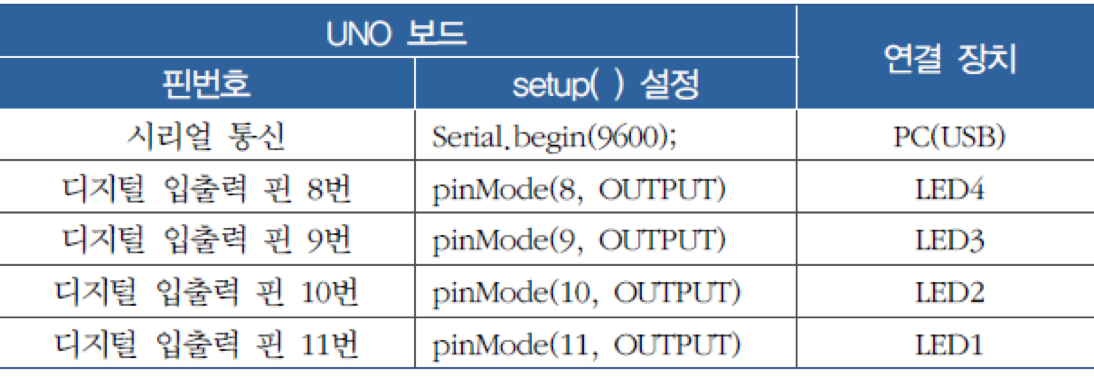 UNO 보드
연결 장치
핀번호 setup( ) 설정
시리얼 통신 Serial.begin(9600); PC(USB)
디지털 입출력 핀 8번 pinMode(8, OUTPUT) LED4
디지털 입출력 핀 9번 pinMode(9, OUTPUT) LED3
디지털 입출력 핀 10번 pinMode(10, OUTPUT) LED2
디지털 입출력 핀 11번 pinMode(11, OUTPUT) LED1